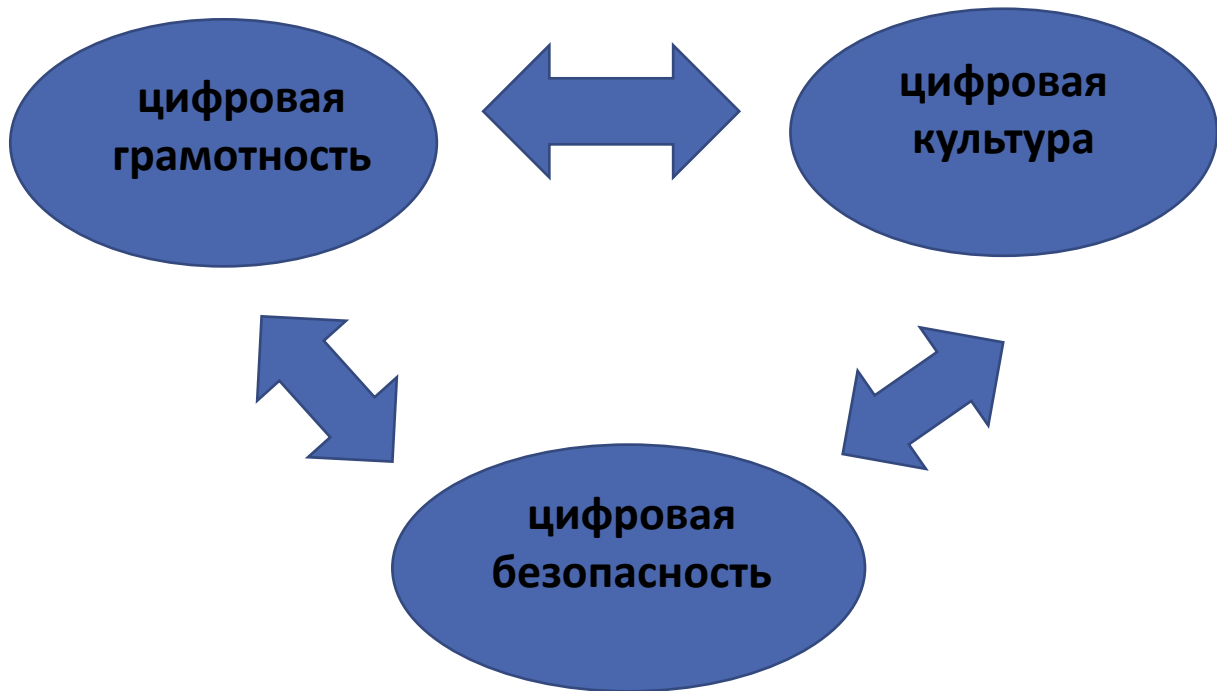 цифровая
грамотность
цифровая
культура
цифровая
безопасность